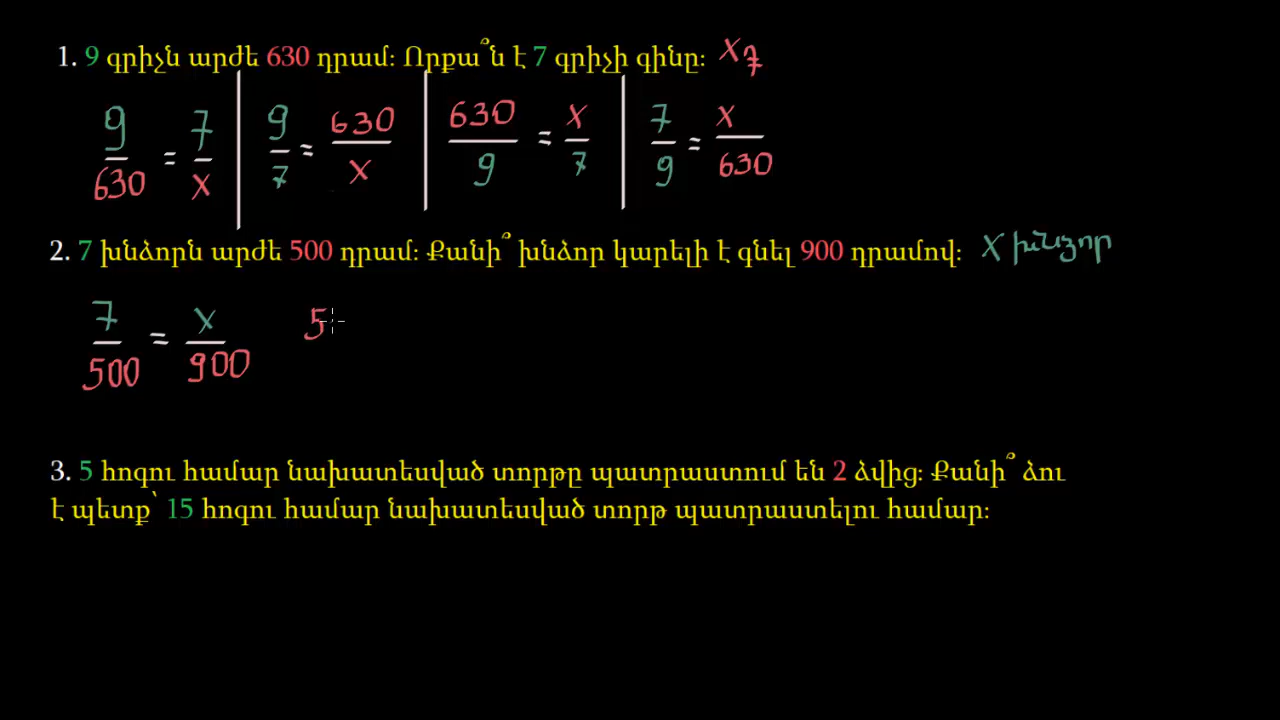 1. 9 գրիչն արժե 630 դրամ: Որքա՞ն է 7 գրիչի գինը: X դ
9/630 = 7/x | 9/7 = 630/x | 630/9 = x/7 | 7/9 = x/630
2. 7 խնձորն արժե 500 դրամ: Քանի՞ խնձոր կարելի է գնել 900 դրամով: X խնձոր
7/500 = x/900 5
3. 5 հոգու համար նախատեսված տորթը պատրաստում են 2 ձվից: Քանի՞ ձու
է պետք՝ 15 հոգու համար նախատեսված տորթ պատրաստելու համար: